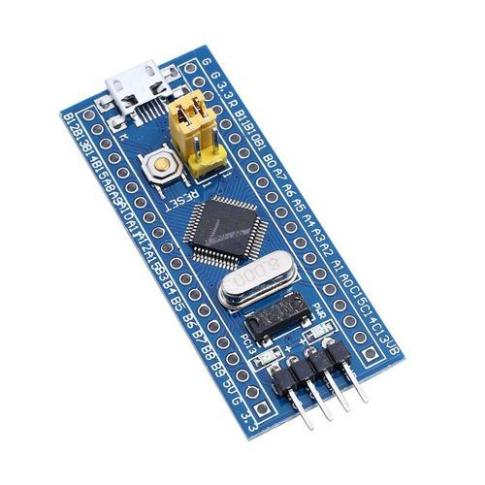 G G 3.3 R B11 B10 B1 B0 A7 A6 A5 A4 A3 A2 A1 A0 C15 C14 C13 VB
B12 B13 B14 B15 A8 A9 A10 A11 A12 A15 B3 B4 B5 B6 B7 B8 B9 5V G 3.3
RESET
8.000
PWR
PC13